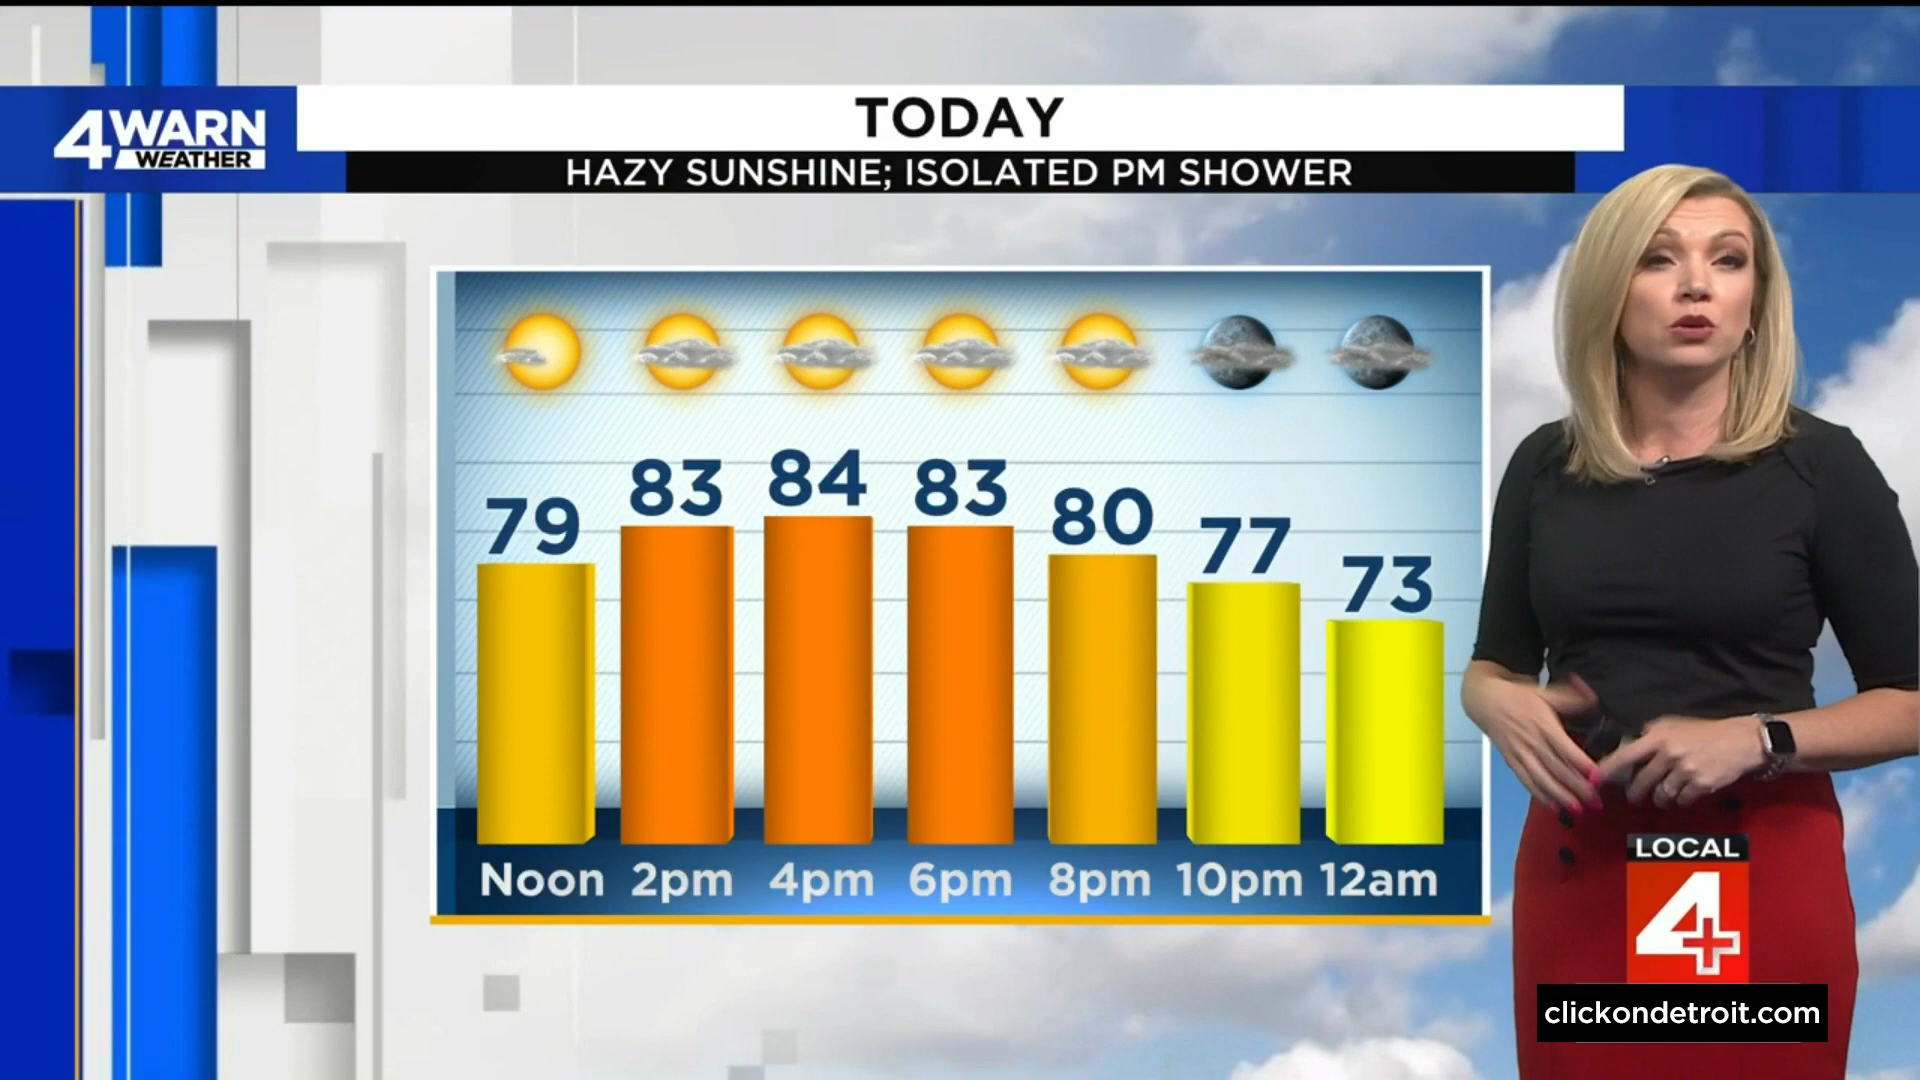 TODAY
4WARN
WEATHER
HAZY SUNSHINE; ISOLATED PM SHOWER
79 83 84 83 80 77 73
Noon 2pm 4pm 6pm 8pm 10pm 12am
LOCAL
4+
clickondetroit.com